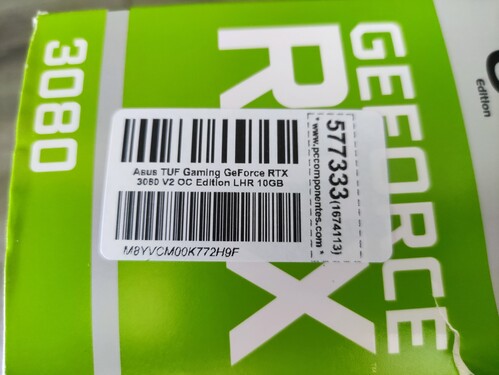 GEFORCE
RTX
3080
Edition
Asus TUF Gaming GeForce RTX
3080 V2 OC Edition LHR 10GB
M8YVCM00K772H9F
577333(1674113)
* www.pccomponentes.com *